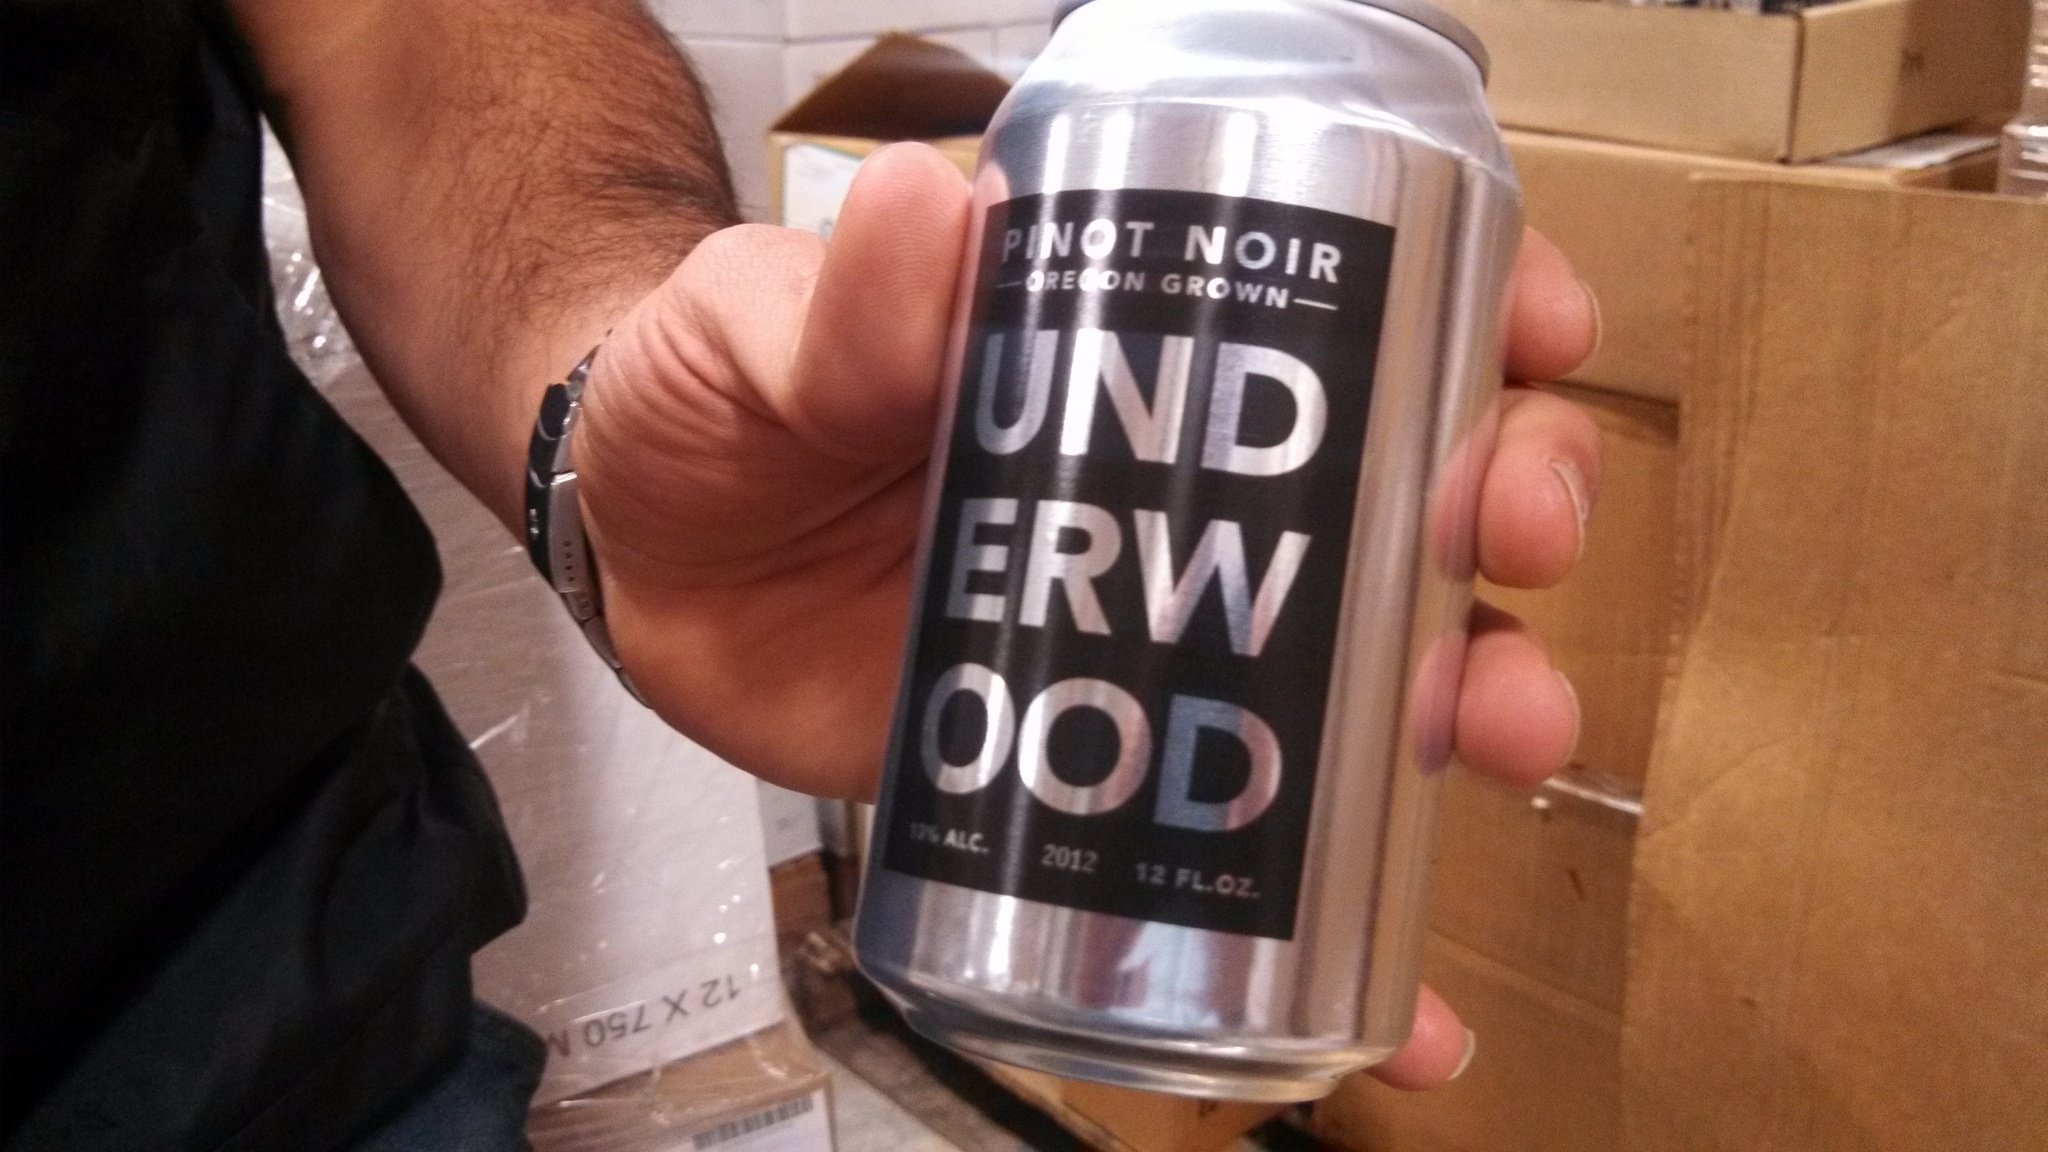 PINOT NOIR
OREGON GROWN
UND
ERW
OOD
ALC. 2012 12 FL.OZ.
12 X 750 M